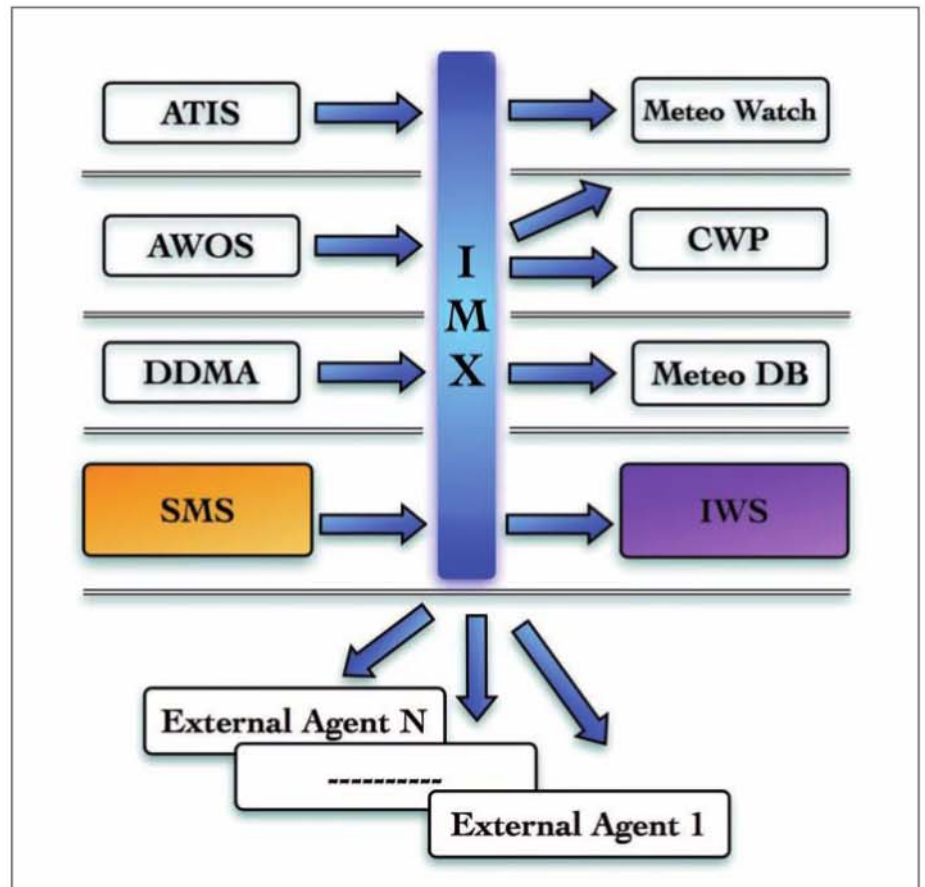 ATIS
Meteo Watch
AWOS
CWP
I
M
X
DDMA
Meteo DB
SMS
IWS
External Agent N
----------
External Agent 1